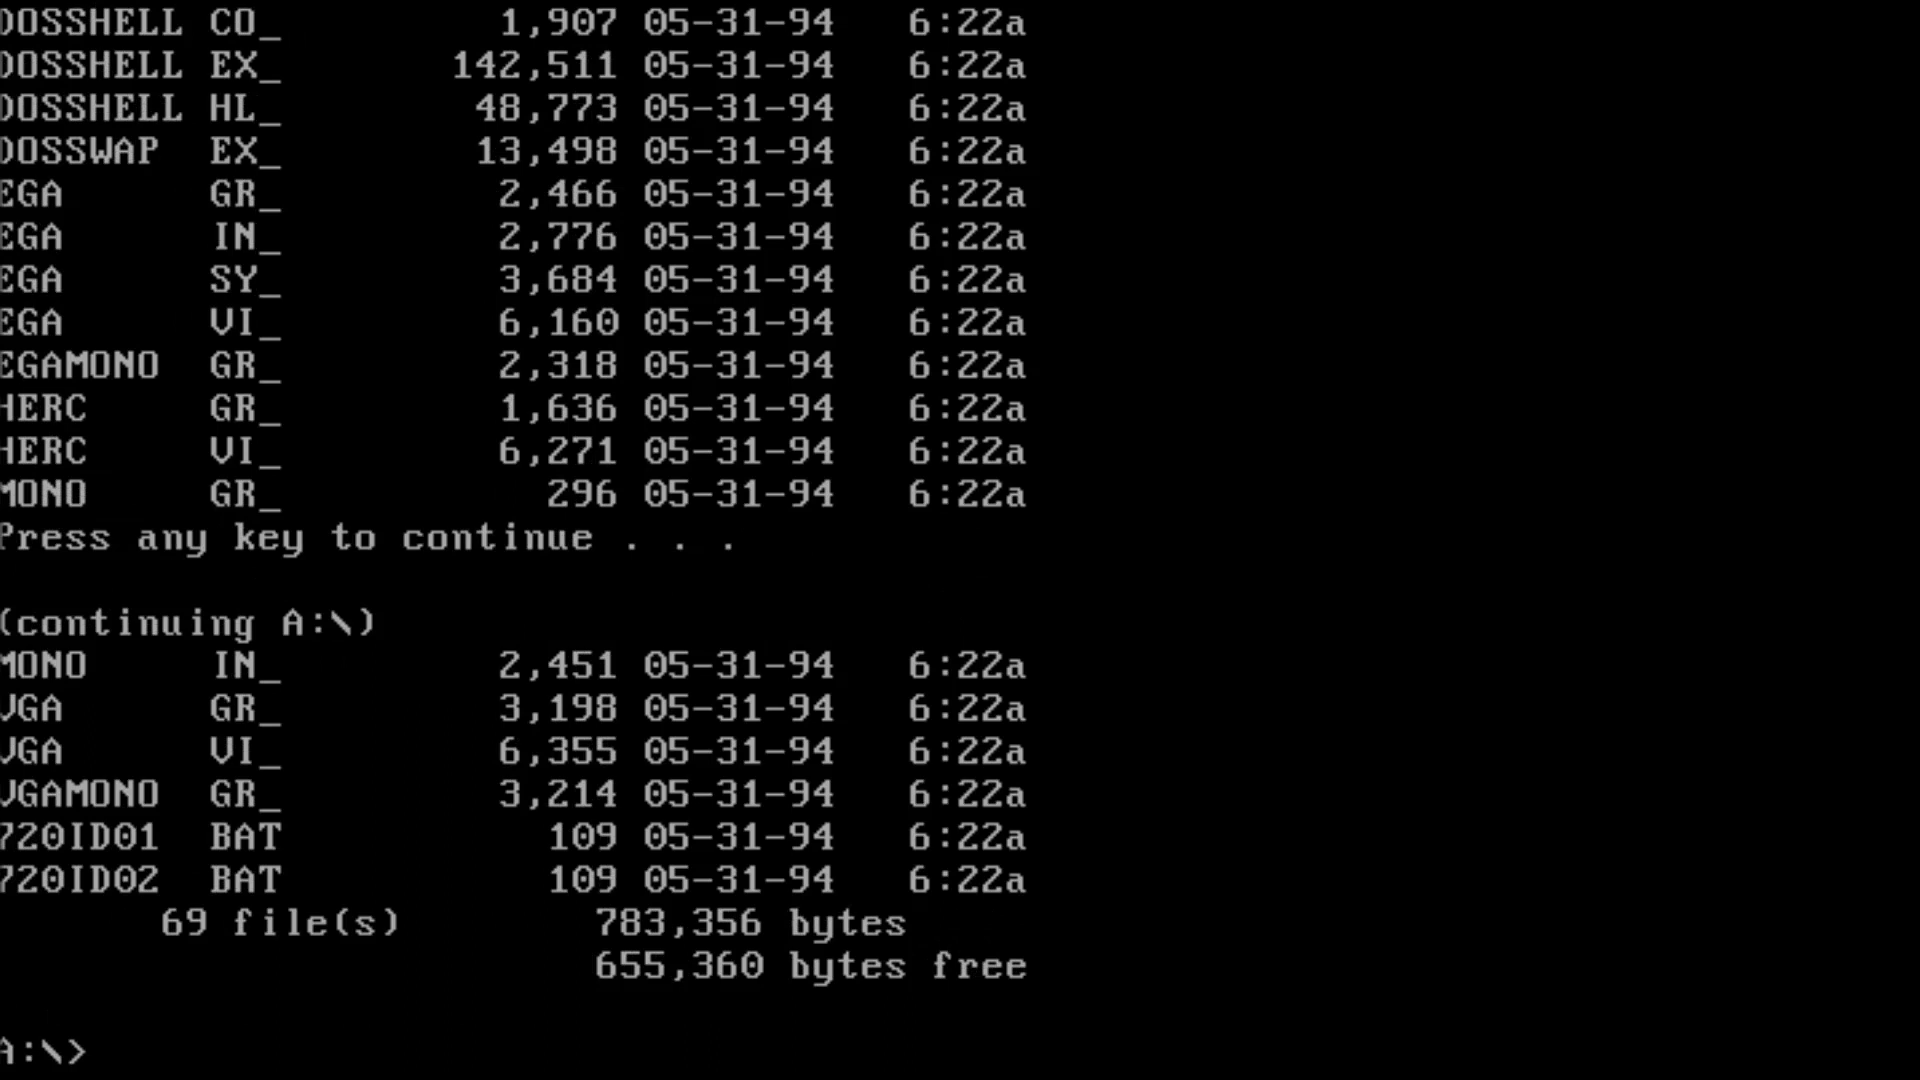 DOSSHELL CO_ 1,907 05-31-94 6:22a
DOSSHELL EX_ 142,511 05-31-94 6:22a
DOSSHELL HL_ 48,773 05-31-94 6:22a
DOSSWAP EX_ 13,498 05-31-94 6:22a
EGA GR_ 2,466 05-31-94 6:22a
EGA IN_ 2,776 05-31-94 6:22a
EGA SY_ 3,684 05-31-94 6:22a
EGA VI_ 6,160 05-31-94 6:22a
EGAMONO GR_ 2,318 05-31-94 6:22a
HERC GR_ 1,636 05-31-94 6:22a
HERC VI_ 6,271 05-31-94 6:22a
MONO GR_ 296 05-31-94 6:22a
Press any key to continue . . .
(continuing A:\)
MONO IN_ 2,451 05-31-94 6:22a
VGA GR_ 3,198 05-31-94 6:22a
VGA VI_ 6,355 05-31-94 6:22a
VGAMONO GR_ 3,214 05-31-94 6:22a
720ID01 BAT 109 05-31-94 6:22a
720ID02 BAT 109 05-31-94 6:22a
69 file(s) 783,356 bytes
655,360 bytes free
A:\>